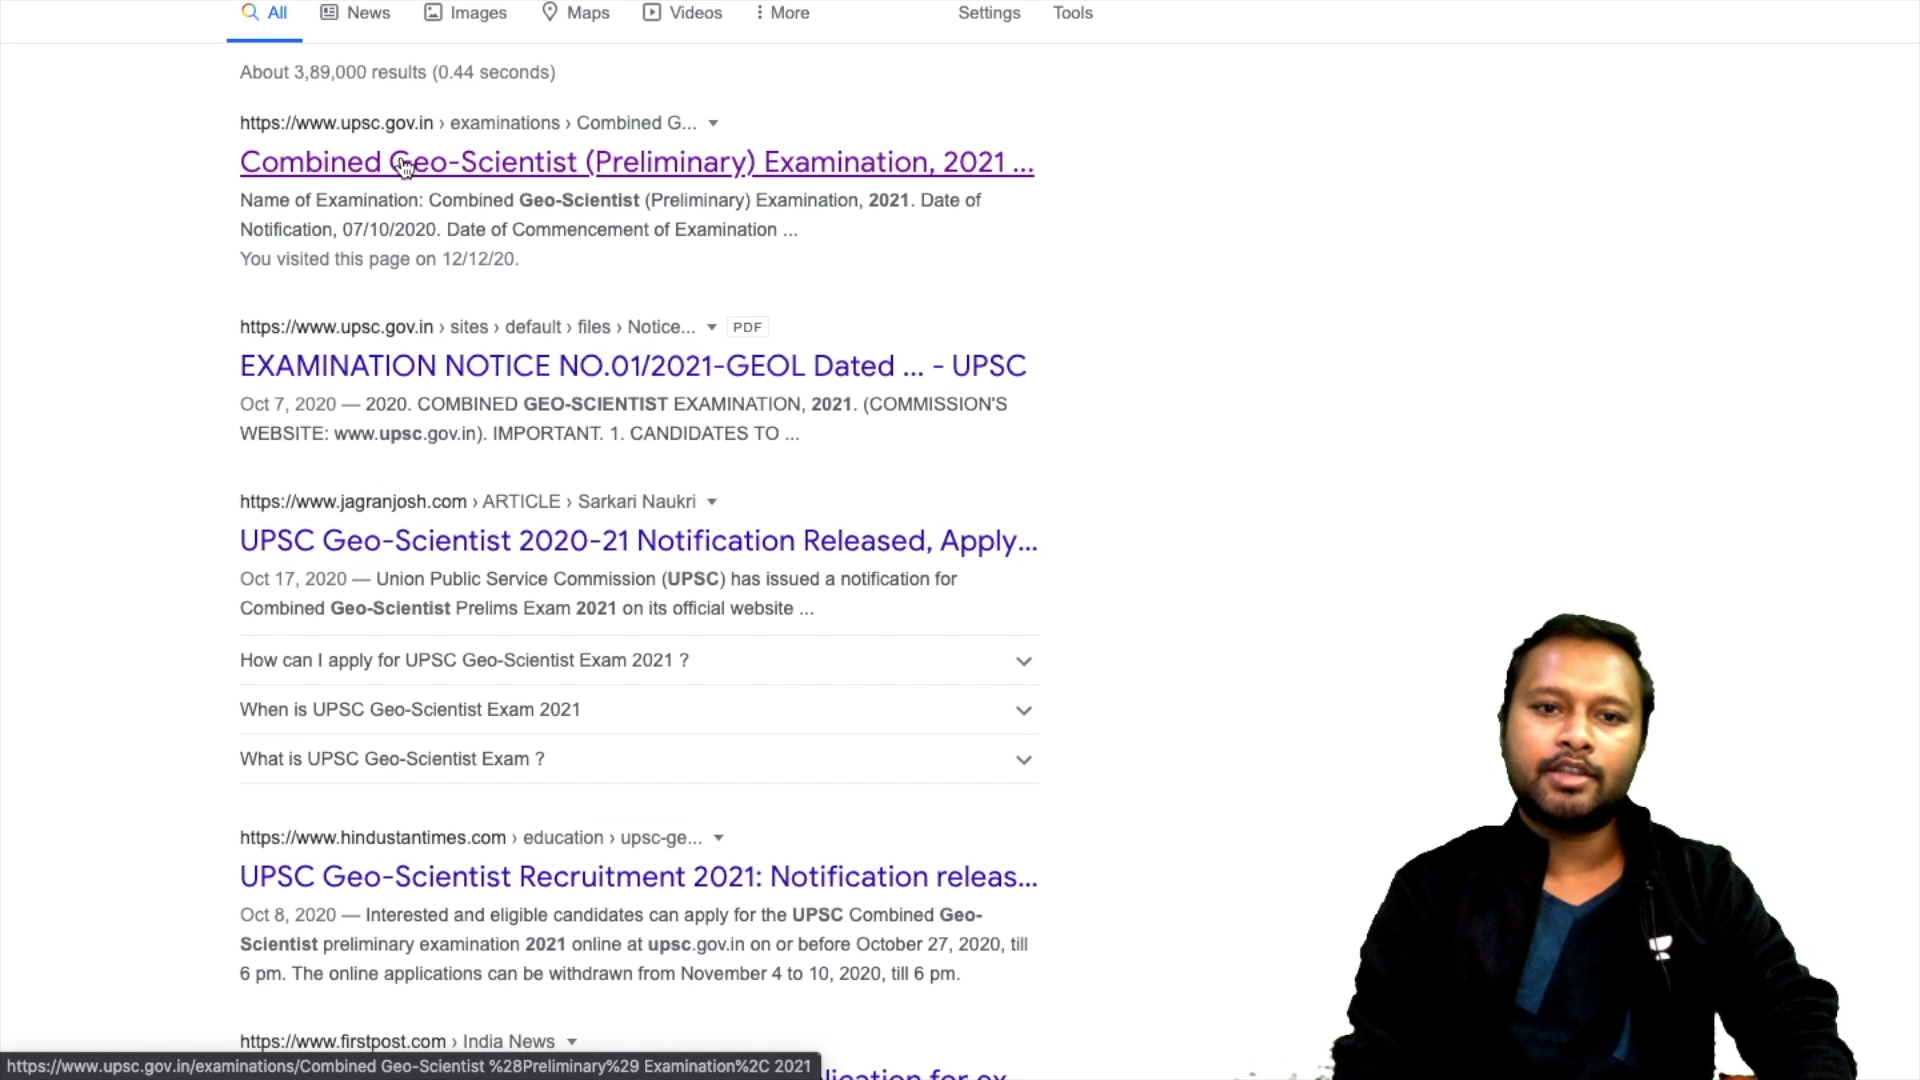 All News Images Maps Videos More Settings Tools
About 3,89,000 results (0.44 seconds)
https://www.upsc.gov.in › examinations › Combined G...
Combined Geo-Scientist (Preliminary) Examination, 2021 ...
Name of Examination: Combined Geo-Scientist (Preliminary) Examination, 2021. Date of
Notification, 07/10/2020. Date of Commencement of Examination ...
You visited this page on 12/12/20.
https://www.upsc.gov.in › sites › default › files › Notice... PDF
EXAMINATION NOTICE NO.01/2021-GEOL Dated ... - UPSC
Oct 7, 2020 — 2020. COMBINED GEO-SCIENTIST EXAMINATION, 2021. (COMMISSION'S
WEBSITE: www.upsc.gov.in). IMPORTANT. 1. CANDIDATES TO ...
https://www.jagranjosh.com › ARTICLE › Sarkari Naukri
UPSC Geo-Scientist 2020-21 Notification Released, Apply...
Oct 17, 2020 — Union Public Service Commission (UPSC) has issued a notification for
Combined Geo-Scientist Prelims Exam 2021 on its official website ...
How can I apply for UPSC Geo-Scientist Exam 2021 ?
When is UPSC Geo-Scientist Exam 2021
What is UPSC Geo-Scientist Exam ?
https://www.hindustantimes.com › education › upsc-ge...
UPSC Geo-Scientist Recruitment 2021: Notification releas...
Oct 8, 2020 — Interested and eligible candidates can apply for the UPSC Combined Geo-
Scientist preliminary examination 2021 online at upsc.gov.in on or before October 27, 2020, till
6 pm. The online applications can be withdrawn from November 4 to 10, 2020, till 6 pm.
https://www.firstpost.com › India News
https://www.upsc.gov.in/examinations/Combined Geo-Scientist %28Preliminary%29 Examination%2C 2021